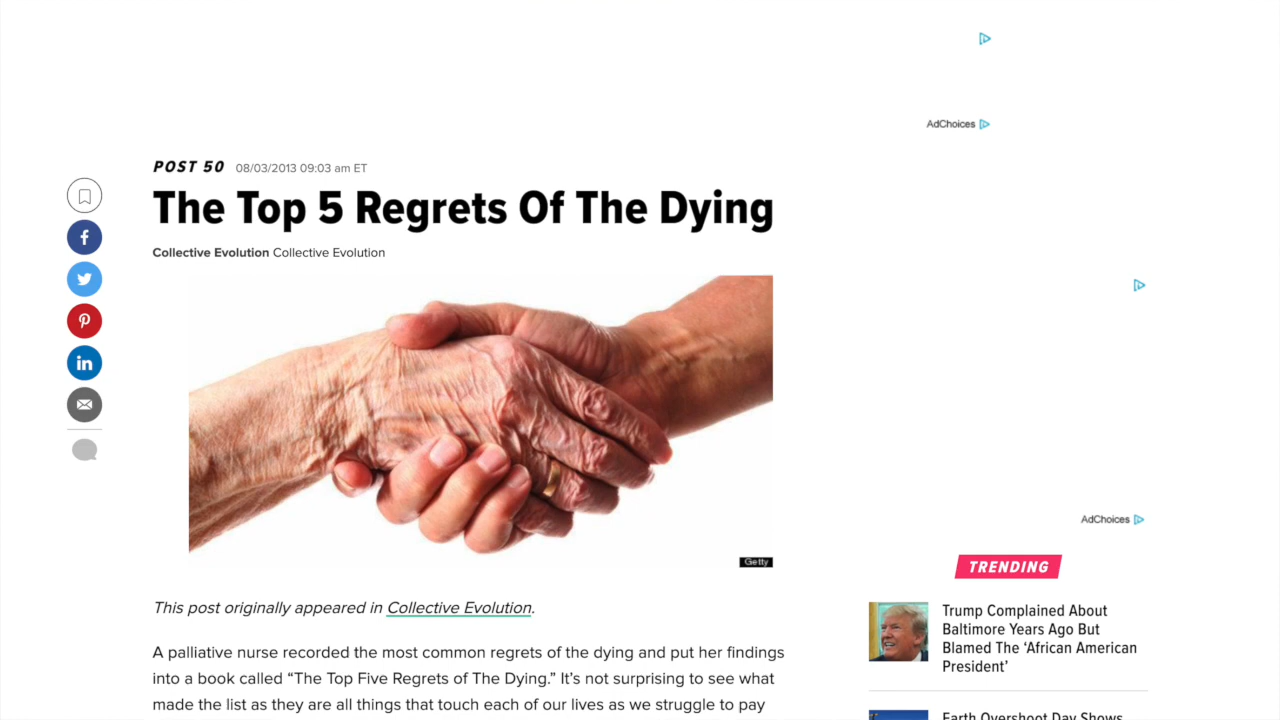 AdChoices
POST 50 08/03/2013 09:03 am ET
The Top 5 Regrets Of The Dying
Collective Evolution Collective Evolution
Getty
This post originally appeared in Collective Evolution.
A palliative nurse recorded the most common regrets of the dying and put her findings
into a book called “The Top Five Regrets of The Dying.” It’s not surprising to see what
made the list as they are all things that touch each of our lives as we struggle to pay
AdChoices
TRENDING
Trump Complained About
Baltimore Years Ago But
Blamed The ‘African American
President’
Earth Overshoot Day Shows